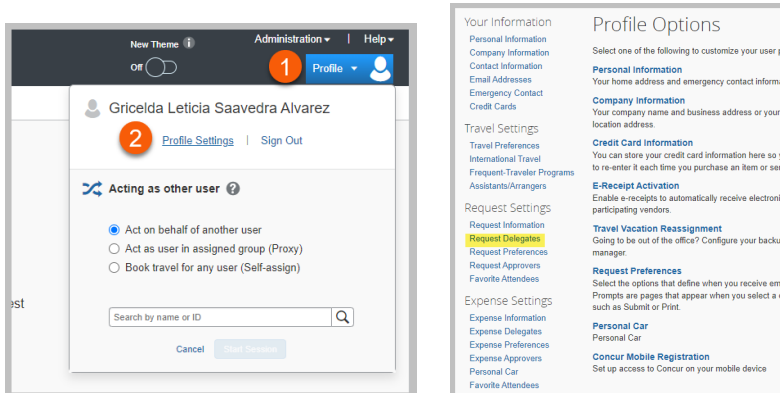 New Theme i
Off
Administration | Help
1
Profile
Gricelda Leticia Saavedra Alvarez
2
Profile Settings | Sign Out
Acting as other user ?
Act on behalf of another user
Act as user in assigned group (Proxy)
Book travel for any user (Self-assign)
est
Search by name or ID
Cancel Start Session
Your Information
Personal Information
Company Information
Contact Information
Email Addresses
Emergency Contact
Credit Cards
Travel Settings
Travel Preferences
International Travel
Frequent-Traveler Programs
Assistants/Arrangers
Request Settings
Request Information
Request Delegates
Request Preferences
Request Approvers
Favorite Attendees
Expense Settings
Expense Information
Expense Delegates
Expense Preferences
Expense Approvers
Personal Car
Favorite Attendees
Profile Options
Select one of the following to customize your user p
Personal Information
Your home address and emergency contact informa
Company Information
Your company name and business address or your
location address.
Credit Card Information
You can store your credit card information here so y
to re-enter it each time you purchase an item or ser
E-Receipt Activation
Enable e-receipts to automatically receive electroni
participating vendors.
Travel Vacation Reassignment
Going to be out of the office? Configure your backu
manager.
Request Preferences
Select the options that define when you receive em
Prompts are pages that appear when you select a c
such as Submit or Print.
Personal Car
Personal Car
Concur Mobile Registration
Set up access to Concur on your mobile device